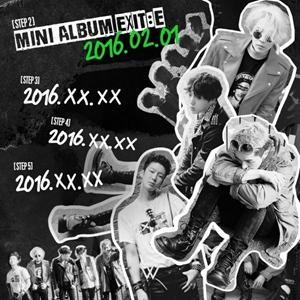 [STEP 2]
MINI ALBUM EXIT:E
2016.02.01
[STEP 3]
2016.XX.XX
[STEP 4]
2016.XX.XX
[STEP 5]
2016.XX.XX